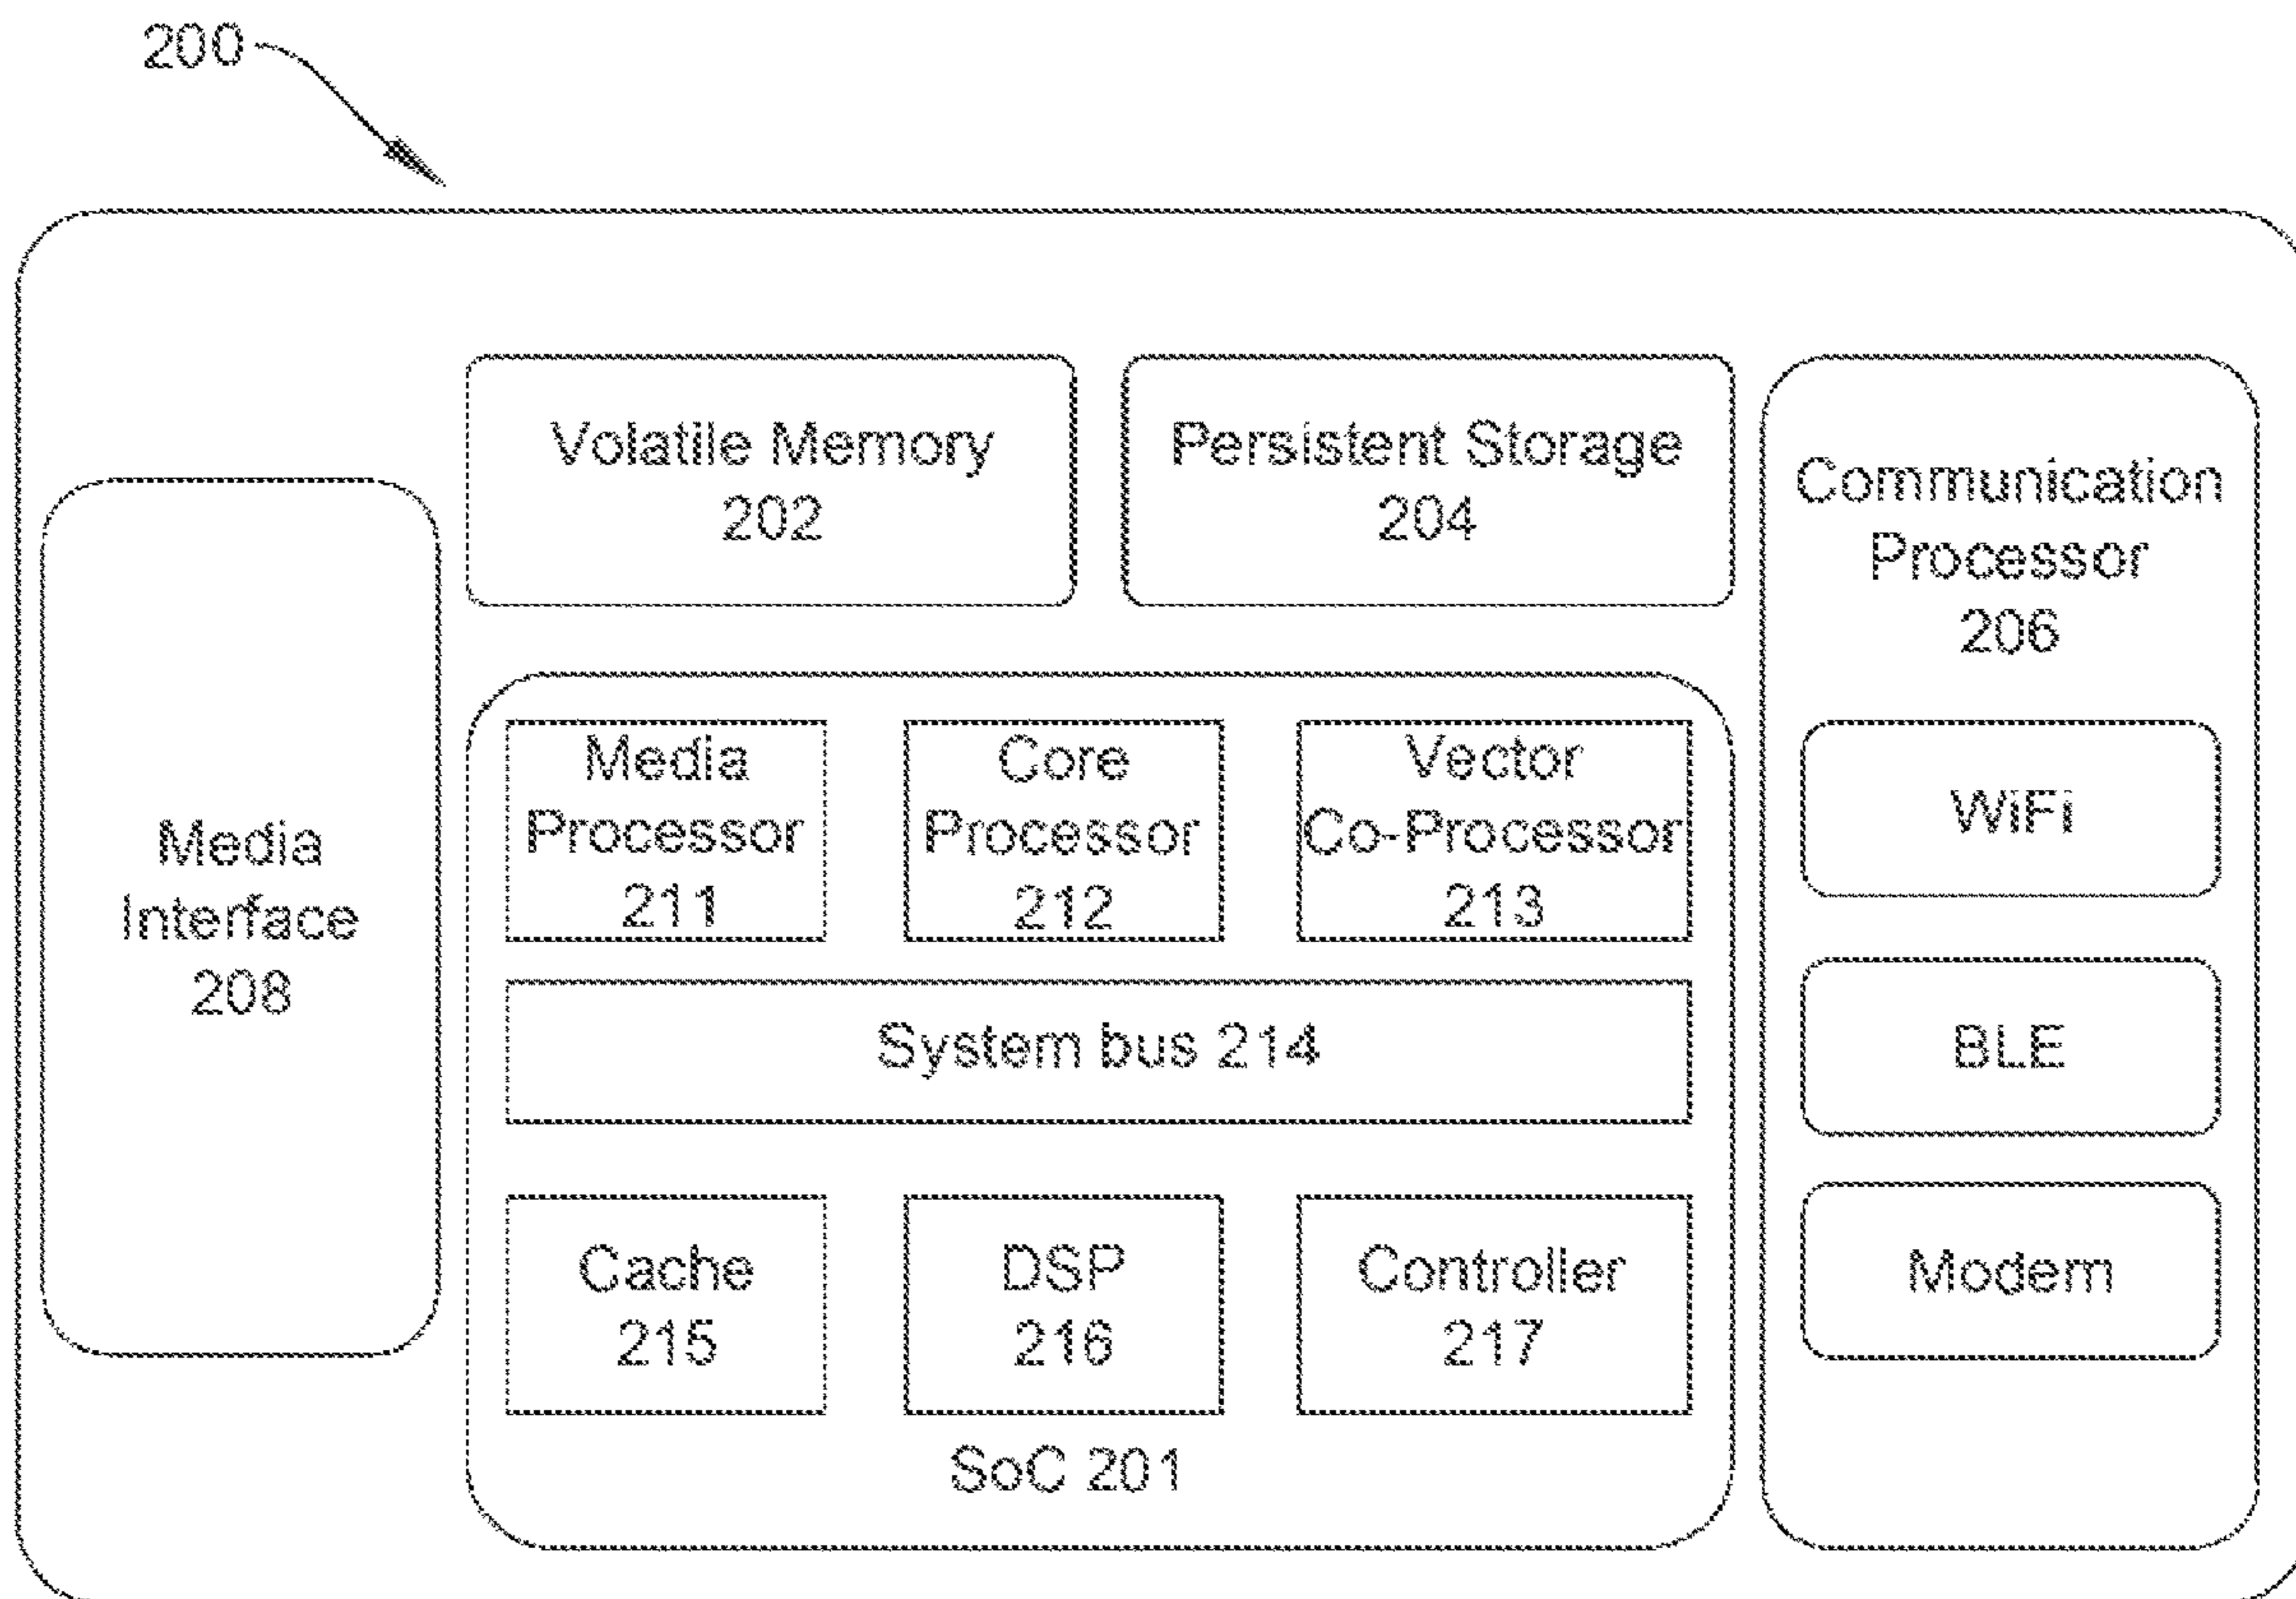 200
Volatile Memory
202
Persistent Storage
204
Communication
Processor
206
WiFi
BLE
Modem
Media
Interface
208
Media
Processor
211
Core
Processor
212
Vector
Co-Processor
213
System bus 214
Cache
215
DSP
216
Controller
217
SoC 201